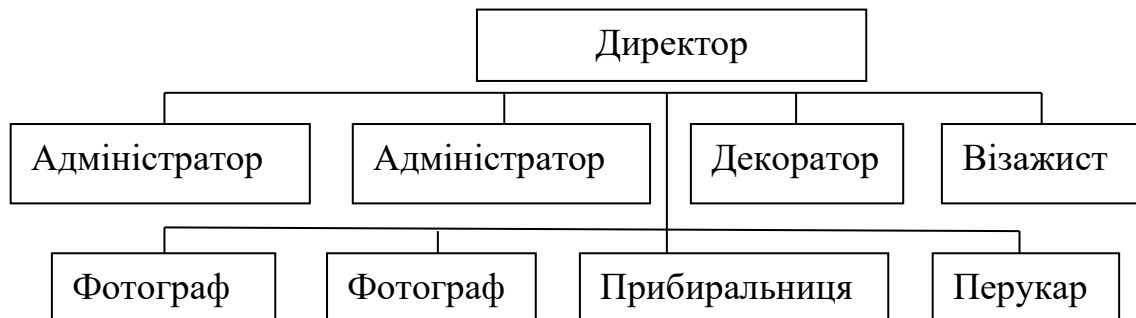 Директор
Адміністратор
Адміністратор
Декоратор
Візажист
Фотограф
Фотограф
Прибиральниця
Перукар